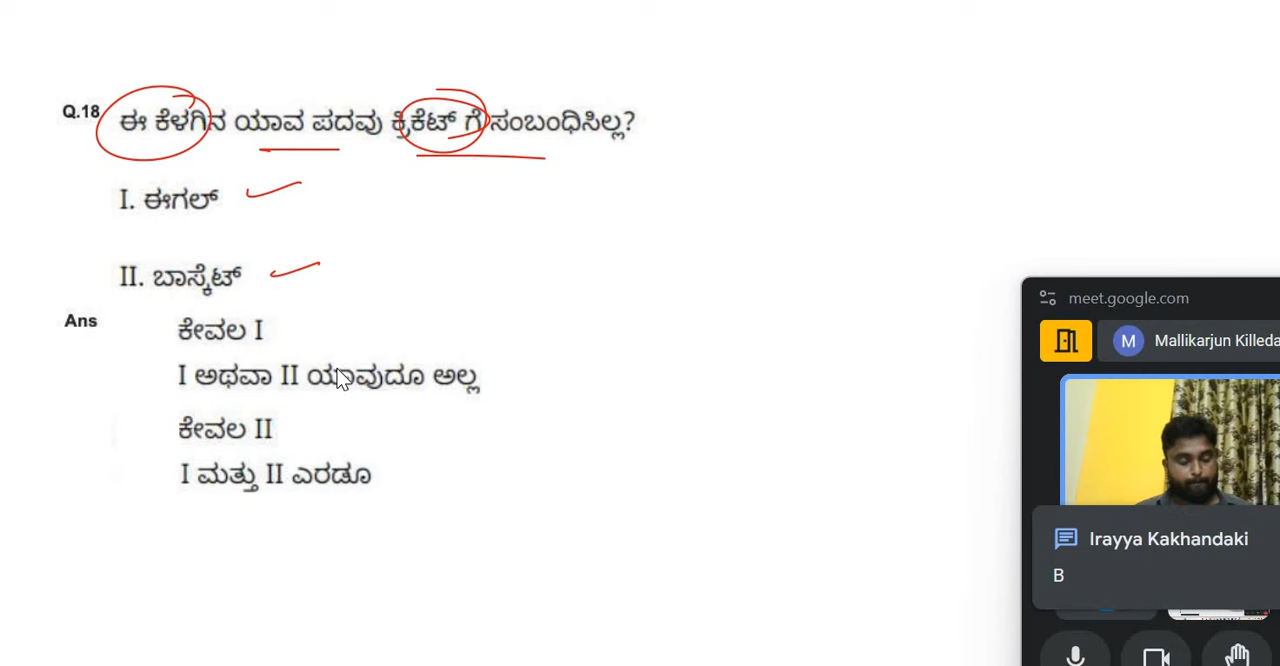 Q.18 ಈ ಕೆಳಗಿನ ಯಾವ ಪದವು ಕ್ರಿಕೆಟ್ ಗೆ ಸಂಬಂಧಿಸಿಲ್ಲ?
I. ಈಗಲ್
II. ಬಾಸ್ಕೆಟ್
Ans
ಕೇವಲ I
I ಅಥವಾ II ಯಾವುದೂ ಅಲ್ಲ
ಕೇವಲ II
I ಮತ್ತು II ಎರಡೂ
meet.google.com
M Mallikarjun Killeda
Irayya Kakhandaki
B